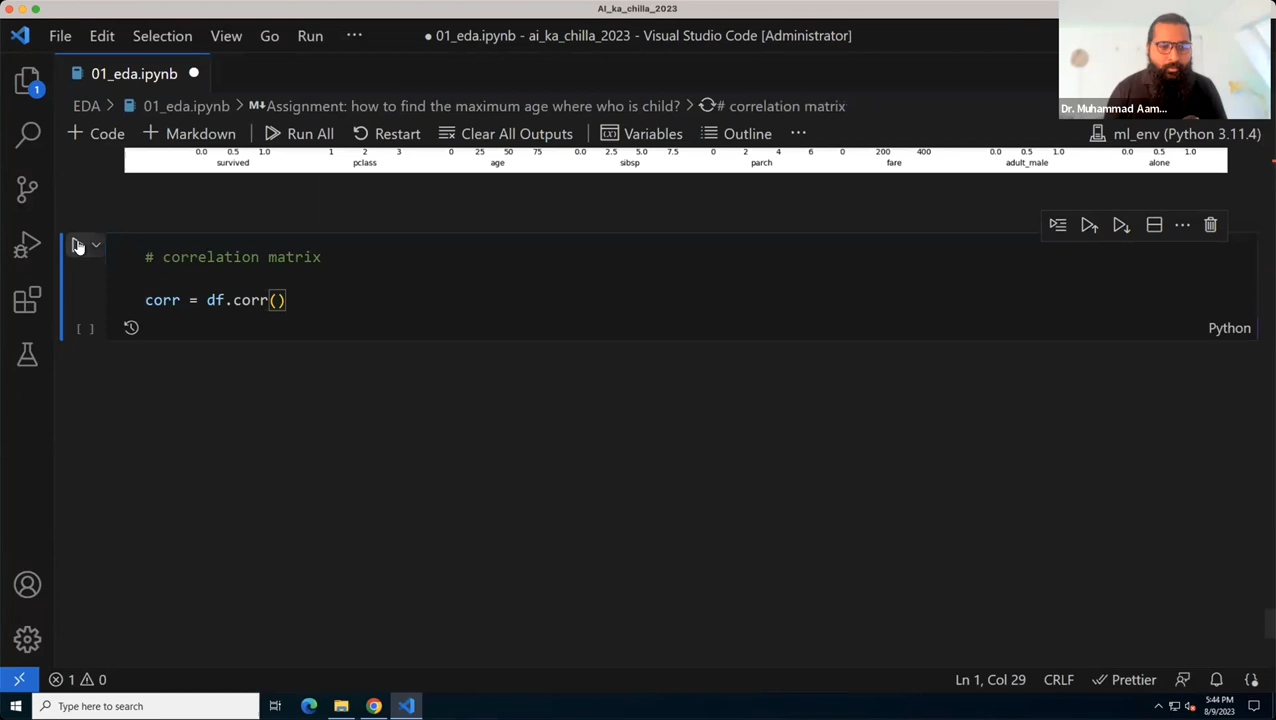 Ai_ka_chilla_2023
File Edit Selection View Go Run ··· ● 01_eda.ipynb - ai_ka_chilla_2023 - Visual Studio Code [Administrator]
01_eda.ipynb ●
EDA > 01_eda.ipynb > M↓Assignment: how to find the maximum age where who is child? > # correlation matrix
+ Code + Markdown Run All Restart Clear All Outputs (x) Variables Outline ··· ml_env (Python 3.11.4)
Dr. Muhammad Aam...
0.0 0.5 1.0 1 2 3 0 25 50 75 0.0 2.5 5.0 7.5 0 2 4 6 0 200 400 0.0 0.5 1.0 0.0 0.5 1.0
survived pclass age sibsp parch fare adult_male alone
1
# correlation matrix
corr = df.corr()
[ ] Python
1 0 Ln 1, Col 29 CRLF Prettier
Type here to search 5:44 PM
8/9/2023